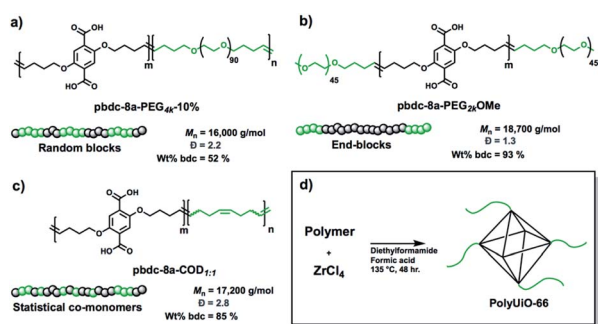 a)
O
OH
O
O
m
O
O
90
O
n
HO
O
pbdc-8a-PEG4k-10%
Random blocks
Mn = 16,000 g/mol
Đ = 2.2
Wt% bdc = 52 %
b)
O
OH
O
O
45
O
O
m
O
O
45
HO
O
pbdc-8a-PEG2kOMe
End-blocks
Mn = 18,700 g/mol
Đ = 1.3
Wt% bdc = 93 %
c)
O
OH
O
O
m
n
HO
O
pbdc-8a-COD1:1
Statistical co-monomers
Mn = 17,200 g/mol
Đ = 2.8
Wt% bdc = 85 %
d)
Polymer
+
ZrCl4
Diethylformamide
Formic acid
135 °C, 48 hr.
PolyUiO-66